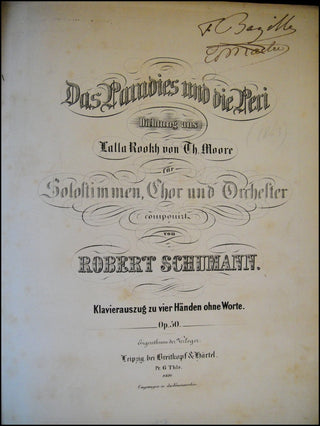 F. Bazille
E. Maitre
Das Paradies und die Peri
Dichtung aus
Lalla Rookh von Th. Moore
für
Solostimmen, Chor und Orchester
componirt
von
ROBERT SCHUMANN.
Klavierauszug zu vier Händen ohne Worte.
Op. 50.
Eigenthum der Verleger.
Leipzig, bei Breitkopf & Härtel.
Pr. 6 Thlr.